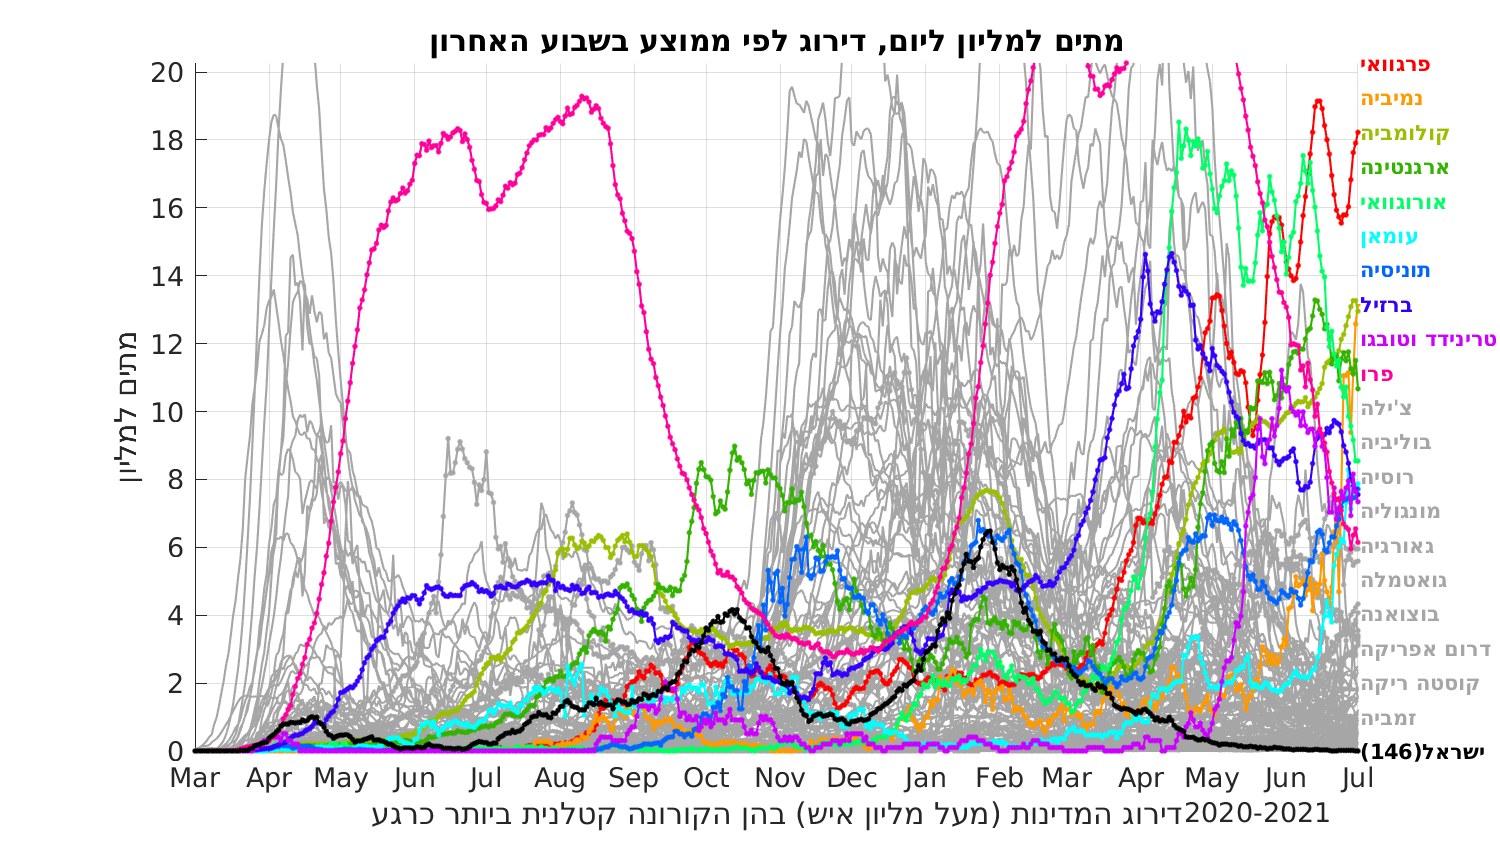 מתים למליון ליום, דירוג לפי ממוצע בשבוע האחרון
מתים למליון
20
18
16
14
12
10
8
6
4
2
0
Mar Apr May Jun Jul Aug Sep Oct Nov Dec Jan Feb Mar Apr May Jun Jul
דירוג המדינות (מעל מליון איש) בהן הקורונה קטלנית ביותר כרגע2020-2021
פרגוואי
נמיביה
קולומביה
ארגנטינה
אורוגוואי
עומאן
תוניסיה
ברזיל
טרינידד וטובגו
פרו
צ'ילה
בוליביה
רוסיה
מונגוליה
גאורגיה
גואטמלה
בוצואנה
דרום אפריקה
קוסטה ריקה
זמביה
ישראל(146)